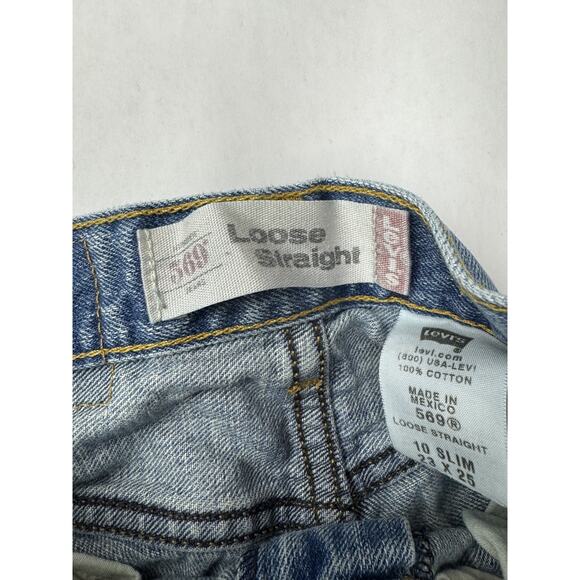 569®
JEANS
Loose
Straight
LEVI'S
LEVI'S
®
levi.com
(800) USA-LEVI
100% COTTON
MADE IN
MEXICO
569®
LOOSE STRAIGHT
10 SLIM
23 X 25